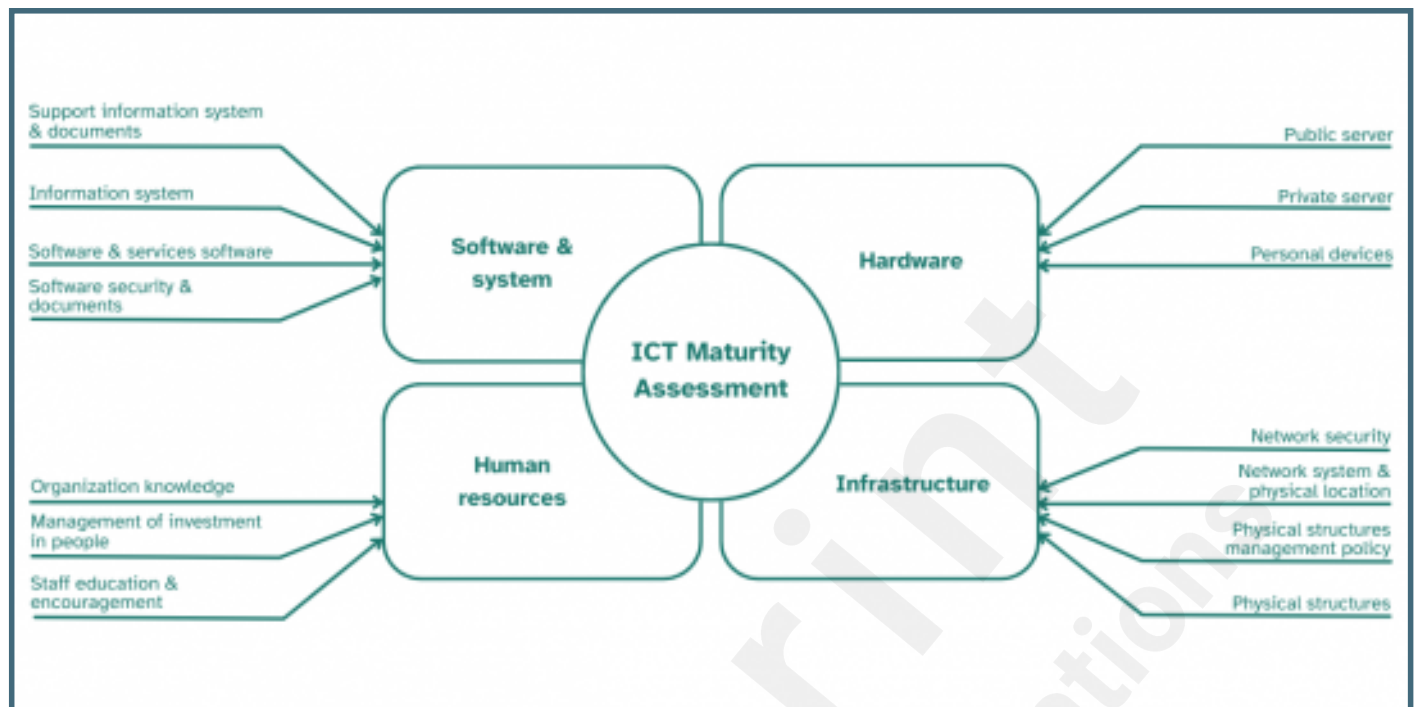 Support information system
& documents
Information system
Software & services software
Software security &
documents
Software &
system
Hardware
Public server
Private server
Personal devices
ICT Maturity
Assessment
Organization knowledge
Management of investment
in people
Staff education &
encouragement
Human
resources
Infrastructure
Network security
Network system &
physical location
Physical structures
management policy
Physical structures